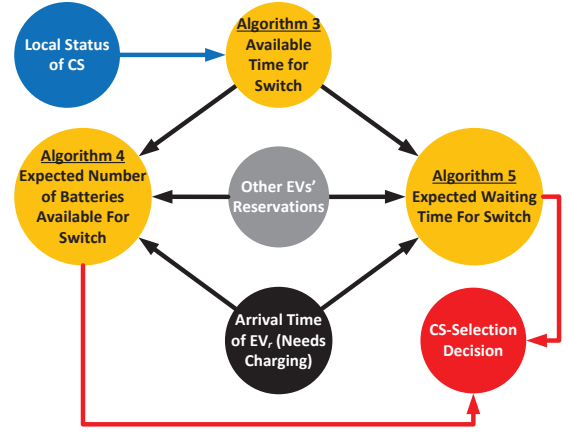 Local Status
of CS
Algorithm 3
Available
Time for
Switch
Algorithm 4
Expected Number
of Batteries
Available For
Switch
Other EVs'
Reservations
Algorithm 5
Expected Waiting
Time For Switch
Arrival Time
of EVr (Needs
Charging)
CS-Selection
Decision